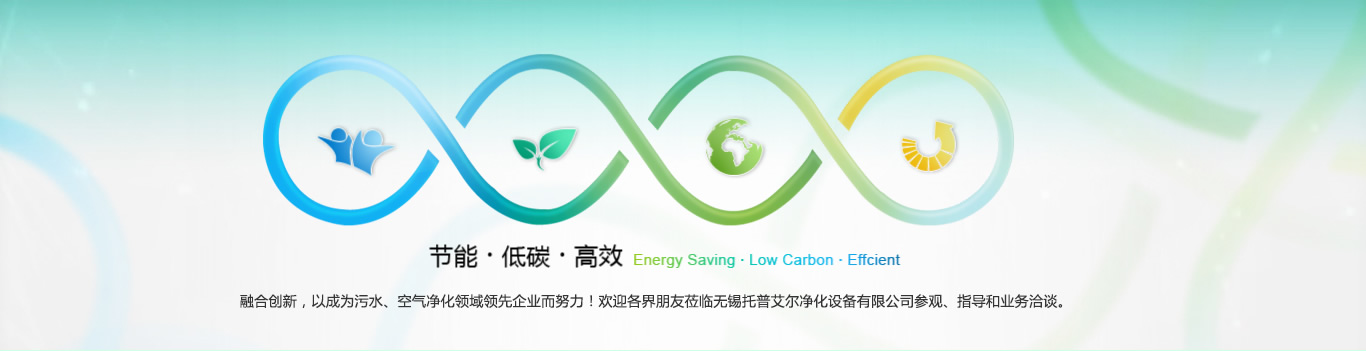 节能·低碳·高效 Energy Saving · Low Carbon · Effcient
融合创新，以成为污水、空气净化领域领先企业而努力！欢迎各界朋友莅临无锡托普艾尔净化设备有限公司参观、指导和业务洽谈。